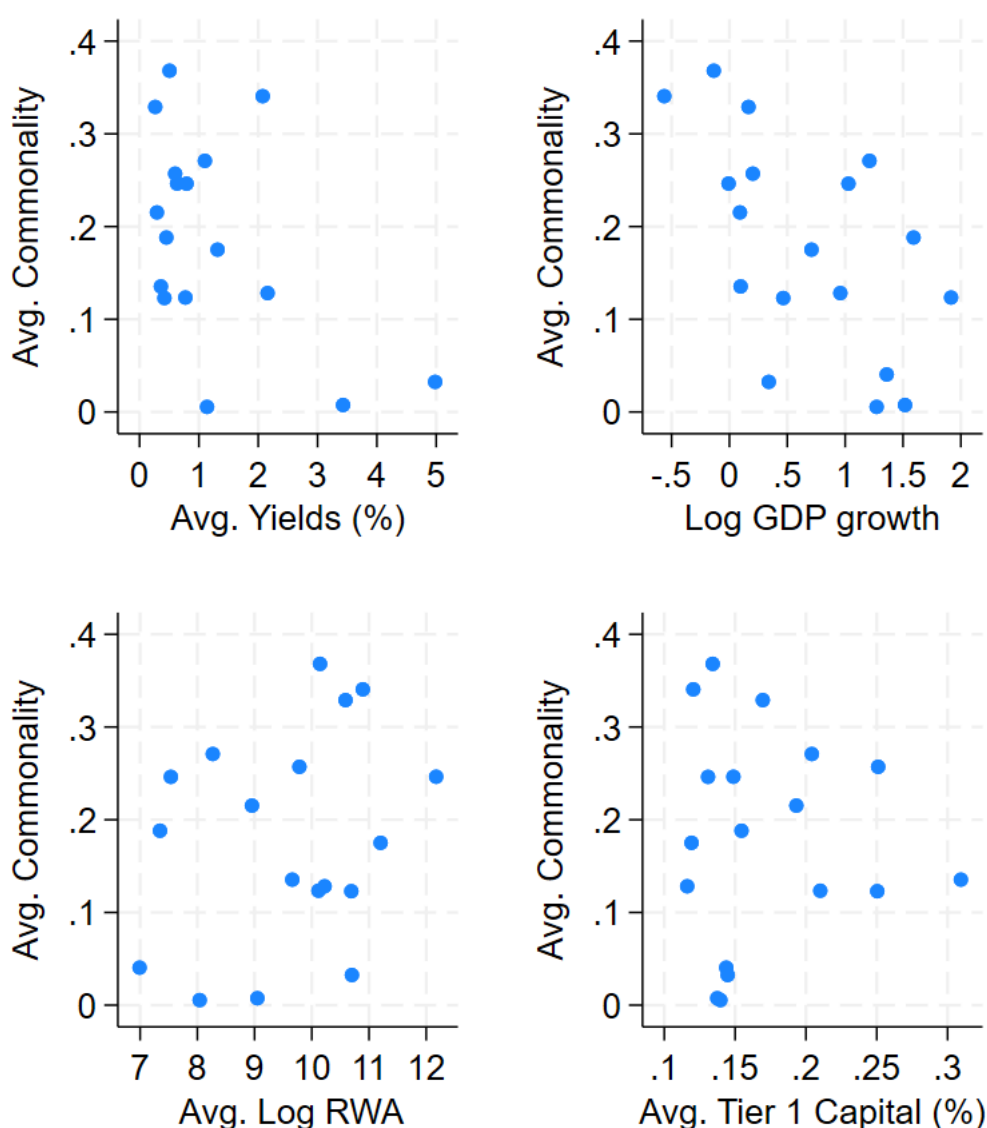 Avg. Commonality
.4
.3
.2
.1
0
0 1 2 3 4 5
Avg. Yields (%)
Avg. Commonality
.4
.3
.2
.1
0
-.5 0 .5 1 1.5 2
Log GDP growth
Avg. Commonality
.4
.3
.2
.1
0
7 8 9 10 11 12
Avg. Log RWA
Avg. Commonality
.4
.3
.2
.1
0
.1 .15 .2 .25 .3
Avg. Tier 1 Capital (%)